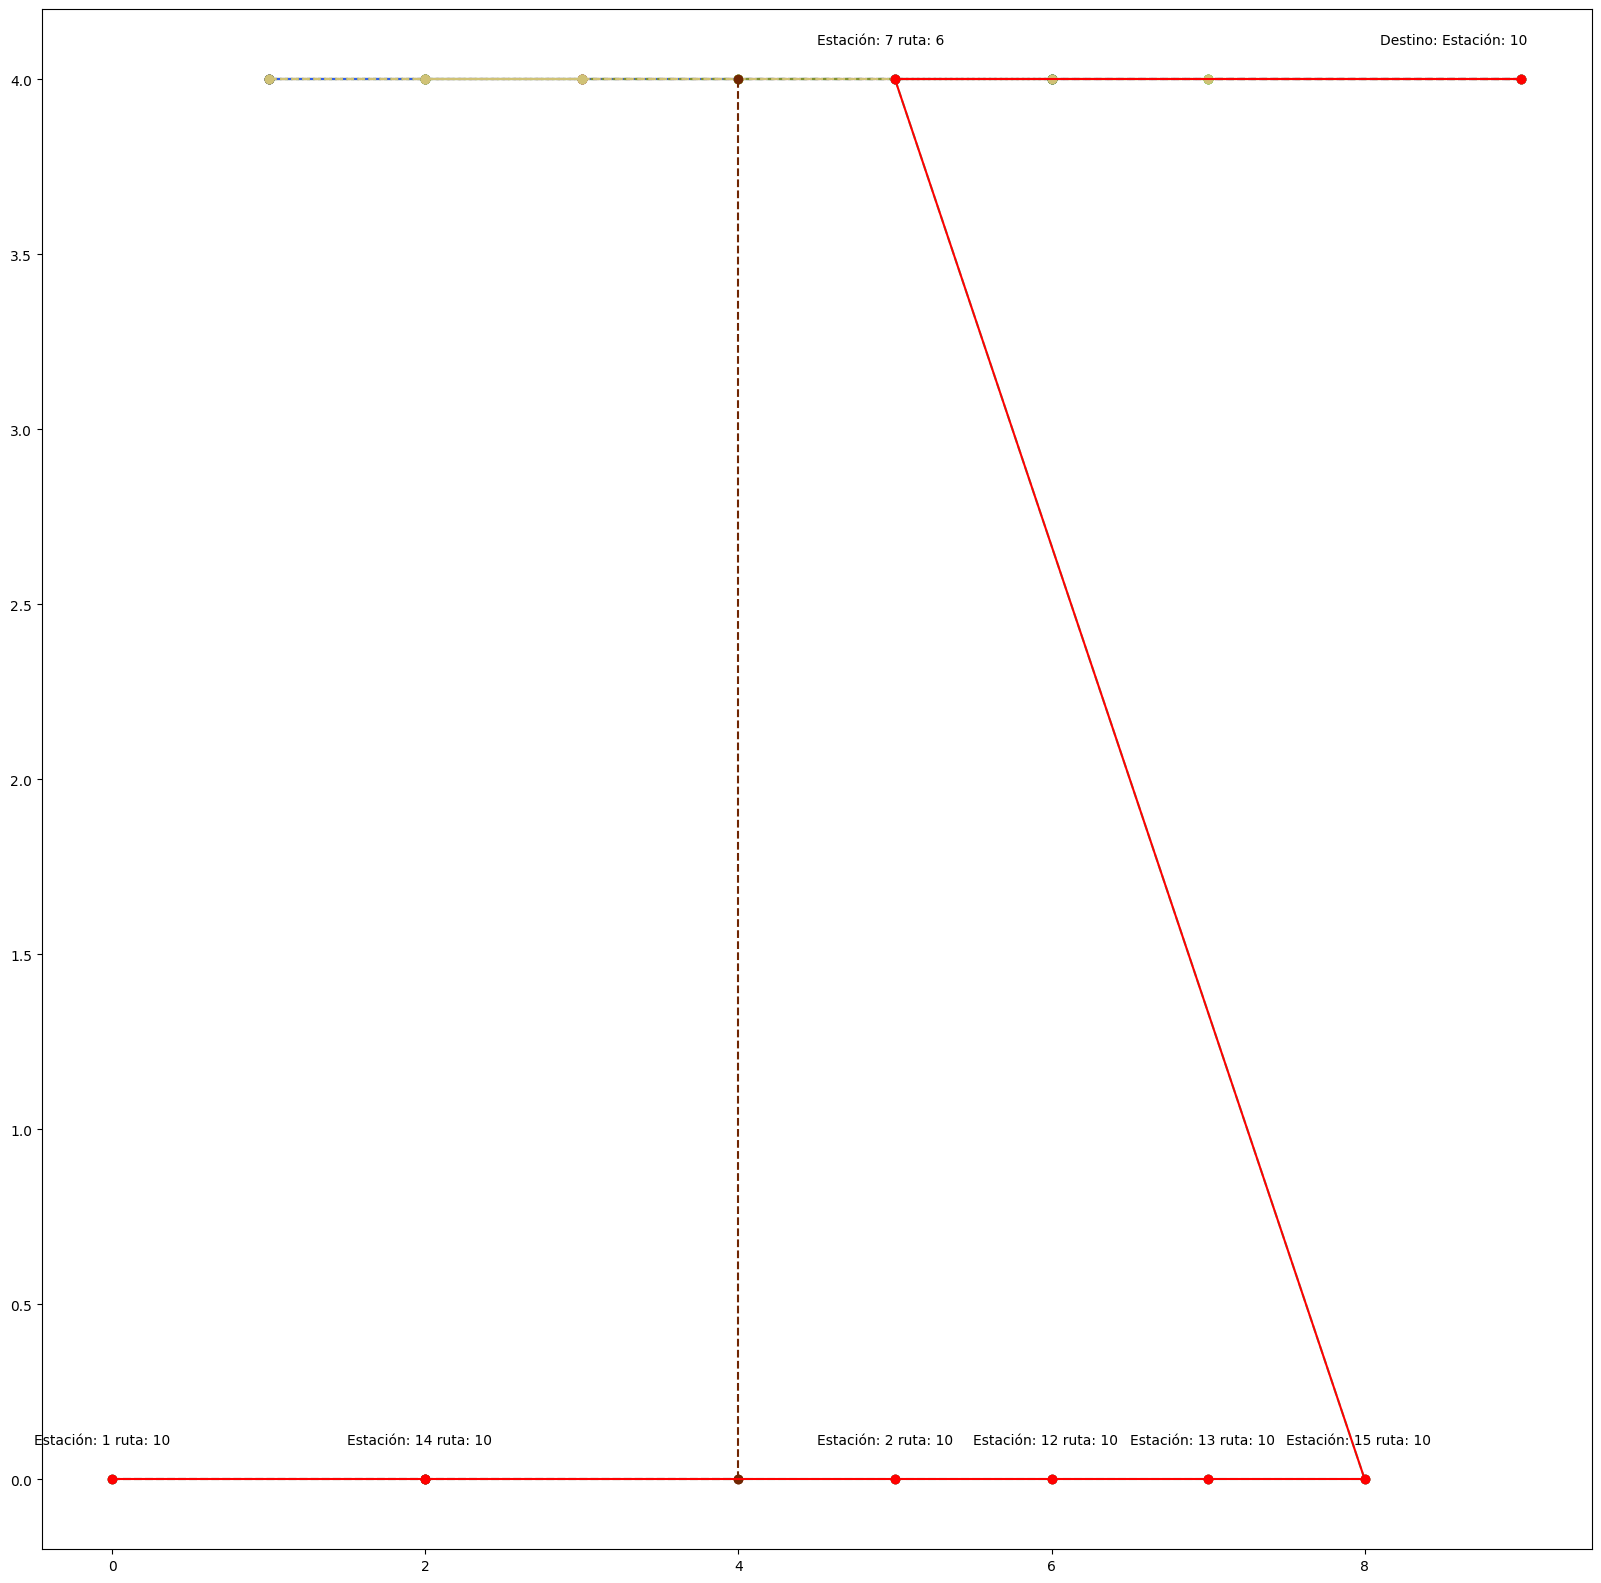 Estación: 7 ruta: 6
Destino: Estación: 10
4.0
3.5
3.0
2.5
2.0
1.5
1.0
0.5
Estación: 1 ruta: 10
Estación: 14 ruta: 10
Estación: 2 ruta: 10
Estación: 12 ruta: 10
Estación: 13 ruta: 10
Estación: 15 ruta: 10
0.0
0 2 4 6 8